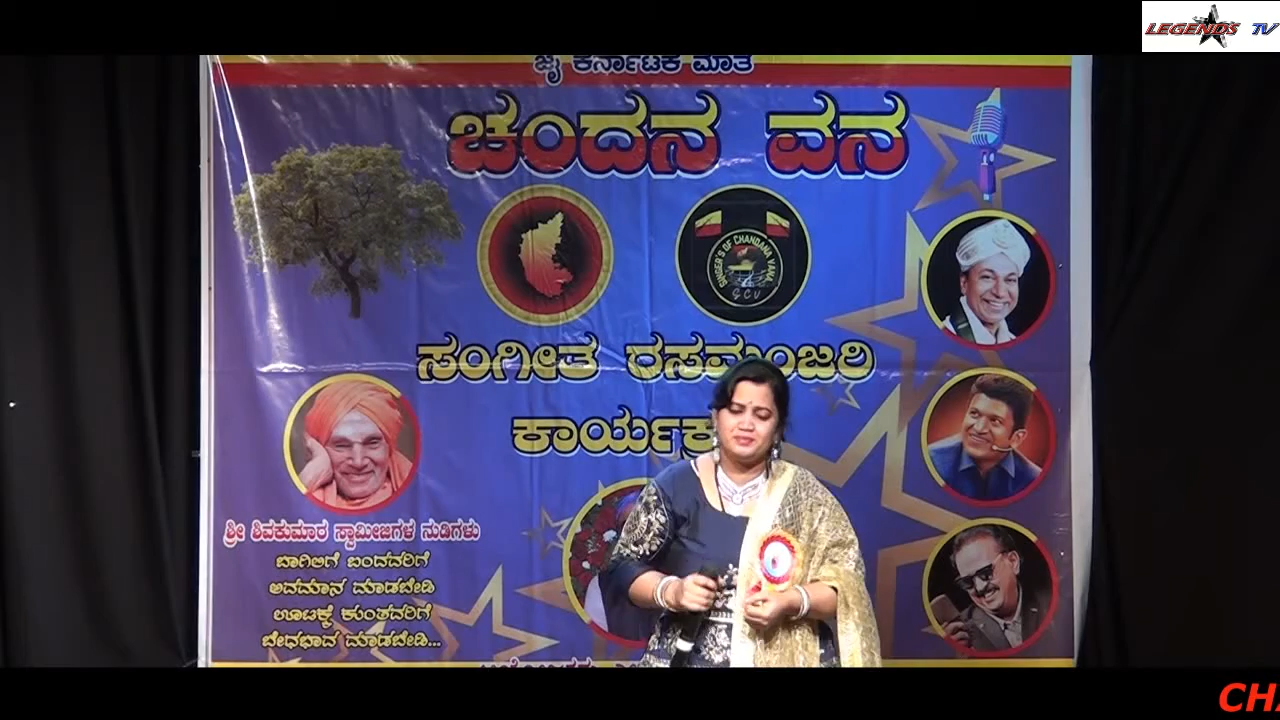 LEGENDS TV
ಜೈ ಕರ್ನಾಟಕ ಮಾತೆ
ಚಂದನ ವನ
SINGER'S OF CHANDANA VANA
SCV
ಸಂಗೀತ ರಸಮಂಜರಿ
ಕಾರ್ಯಕ್ರ
ಶ್ರೀ ಶಿವಕುಮಾರ ಸ್ವಾಮೀಜಿಗಳ ನುಡಿಗಳು
ಬಾಗಿಲಿಗೆ ಬಂದವರಿಗೆ
ಅವಮಾನ ಮಾಡಬೇಡಿ
ಊಟಕ್ಕೆ ಕುಂತವರಿಗೆ
ಬೇಧಭಾವ ಮಾಡಬೇಡಿ...